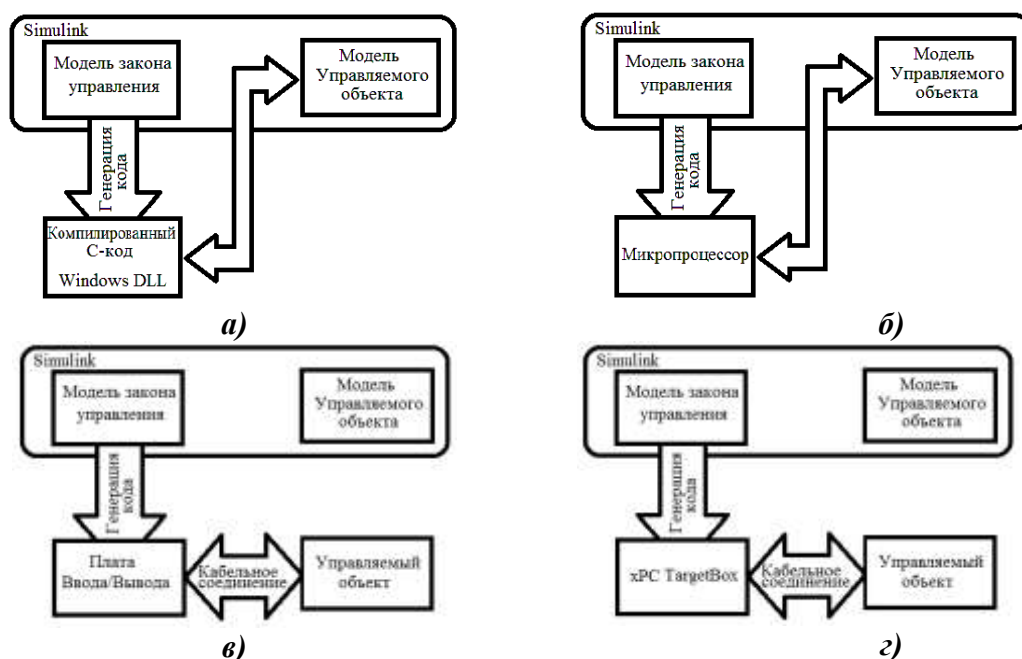 Simulink
Модель закона
управления
Модель
Управляемого
объекта
Генерация
кода
Компилированный
С-код
Windows DLL
а)
Simulink
Модель закона
управления
Модель
Управляемого
объекта
Генерация
кода
Микропроцессор
б)
Simulink
Модель закона
управления
Модель
Управляемого
объекта
Генерация
кода
Плата
Ввода/Вывода
Кабельное
соединение
Управляемый
объект
в)
Simulink
Модель закона
управления
Модель
Управляемого
объекта
Генерация
кода
xPC TargetBox
Кабельное
соединение
Управляемый
объект
г)